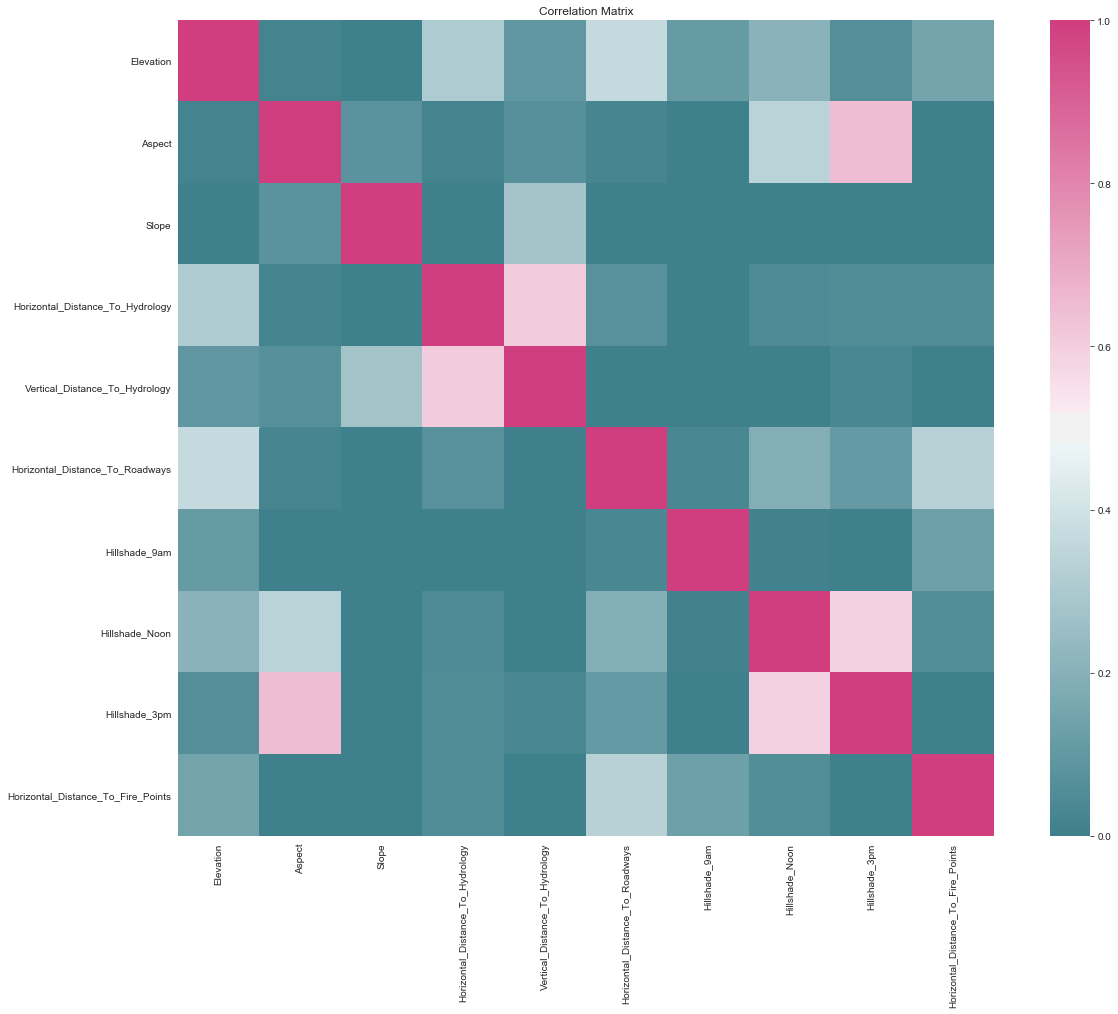 Correlation Matrix
Elevation
Aspect
Slope
Horizontal_Distance_To_Hydrology
Vertical_Distance_To_Hydrology
Horizontal_Distance_To_Roadways
Hillshade_9am
Hillshade_Noon
Hillshade_3pm
Horizontal_Distance_To_Fire_Points
Elevation
Aspect
Slope
Horizontal_Distance_To_Hydrology
Vertical_Distance_To_Hydrology
Horizontal_Distance_To_Roadways
Hillshade_9am
Hillshade_Noon
Hillshade_3pm
Horizontal_Distance_To_Fire_Points
1.0
0.8
0.6
0.4
0.2
0.0